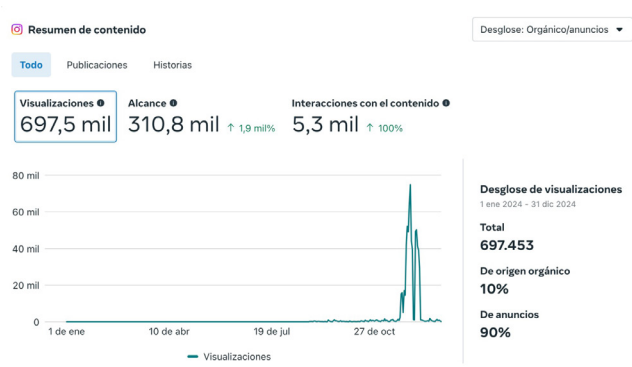 Resumen de contenido
Desglose: Orgánico/anuncios
Todo Publicaciones Historias
Visualizaciones Alcance Interacciones con el contenido
697,5 mil 310,8 mil ↑ 1,9 mil% 5,3 mil ↑ 100%
80 mil
60 mil
40 mil
20 mil
0
1 de ene 10 de abr 19 de jul 27 de oct
Visualizaciones
Desglose de visualizaciones
1 ene 2024 - 31 dic 2024
Total
697.453
De origen orgánico
10%
De anuncios
90%